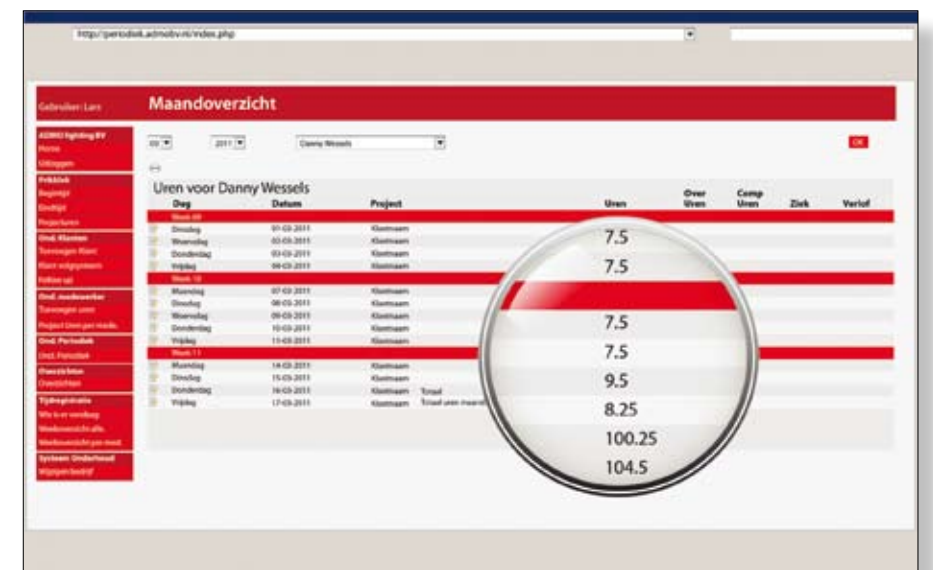 http://periodiek.admobv.nl/index.php
Gebruiker: Lars
Maandoverzicht
ADMO lighting BV
Home
Uitloggen
03
2011
Danny Wessels
OK
Prikklok
Begintijd
Eindtijd
Projecturen
Ond. Klanten
Toevoegen Klant
Klant volgsysteem
Follow up
Ond. medewerker
Toevoegen uren
Project Uren per mede.
Ond. Periodiek
Ond. Periodiek
Overzichten
Overzichten
Tijdregistratie
Wie is er vandaag
Weekoverzicht alle.
Weekoverzicht per med.
Systeem Onderhoud
Wijzigen bedrijf
Uren voor Danny Wessels
Dag Datum Project Uren Over Uren Comp Uren Ziek Verlof
Week 09
Dinsdag 01-03-2011 Klantnaam
Woensdag 02-03-2011 Klantnaam 7.5
Donderdag 03-03-2011 Klantnaam
Vrijdag 04-03-2011 Klantnaam 7.5
Week 10
Maandag 07-03-2011 Klantnaam
Dinsdag 08-03-2011 Klantnaam
Woensdag 09-03-2011 Klantnaam
Donderdag 10-03-2011 Klantnaam 7.5
Vrijdag 11-03-2011 Klantnaam
Week 11 7.5
Maandag 14-03-2011 Klantnaam
Dinsdag 15-03-2011 Klantnaam 9.5
Donderdag 16-03-2011 Klantnaam Totaal
Vrijdag 17-03-2011 Klantnaam Totaal uren
8.25
100.25
104.5